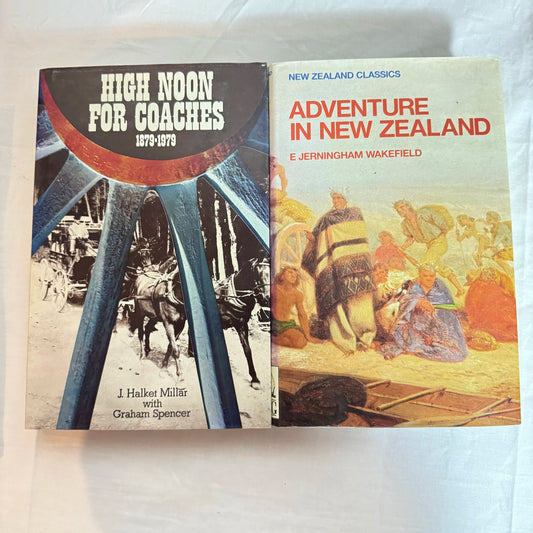 HIGH NOON
FOR COACHES
1879-1979
J. Halket Millar
with
Graham Spencer
NEW ZEALAND CLASSICS
ADVENTURE
IN NEW ZEALAND
E JERNINGHAM WAKEFIELD